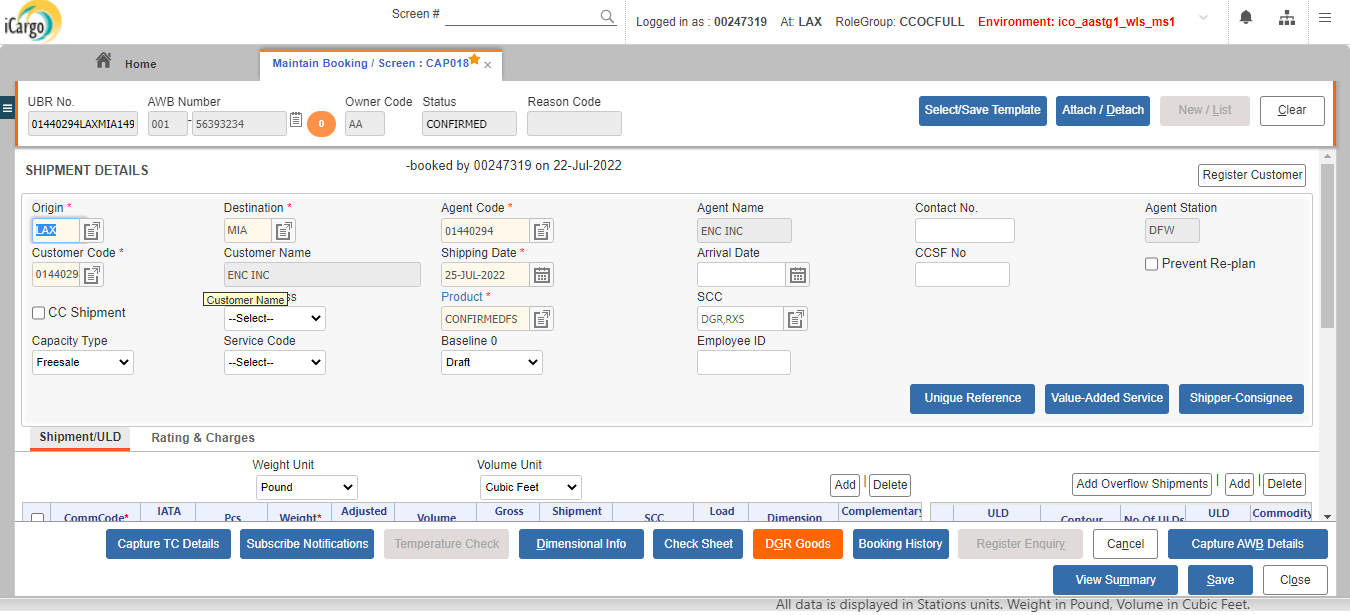 iCargo
Screen #
Logged in as : 00247319 At: LAX RoleGroup: CCOCFULL Environment: ico_aastg1_wls_ms1
Home
Maintain Booking / Screen : CAP018
UBR No. AWB Number Owner Code Status Reason Code
01440294LAXMIA149 001 - 56393234 0 AA CONFIRMED
Select/Save Template Attach / Detach New / List Clear
SHIPMENT DETAILS
-booked by 00247319 on 22-Jul-2022
Register Customer
Origin * Destination * Agent Code * Agent Name Contact No. Agent Station
LAX MIA 01440294 ENC INC DFW
Customer Code * Customer Name Shipping Date * Arrival Date CCSF No
0144029 ENC INC 25-JUL-2022 Prevent Re-plan
Customer Name ss Product * SCC
CC Shipment --Select-- CONFIRMEDFS DGR,RXS
Capacity Type Service Code Baseline 0 Employee ID
Freesale --Select-- Draft
Unique Reference Value-Added Service Shipper-Consignee
Shipment/ULD Rating & Charges
Weight Unit Volume Unit
Pound Cubic Feet Add | Delete Add Overflow Shipments | Add | Delete
CommCode* IATA Pcs Weight* Adjusted Volume Gross Shipment SCC Load Dimension Complementary ULD Contour No.Of ULDs ULD Commodity
Capture TC Details Subscribe Notifications Temperature Check Dimensional Info Check Sheet DGR Goods Booking History Register Enquiry Cancel Capture AWB Details
View Summary Save Close
All data is displayed in Stations units. Weight in Pound, Volume in Cubic Feet.